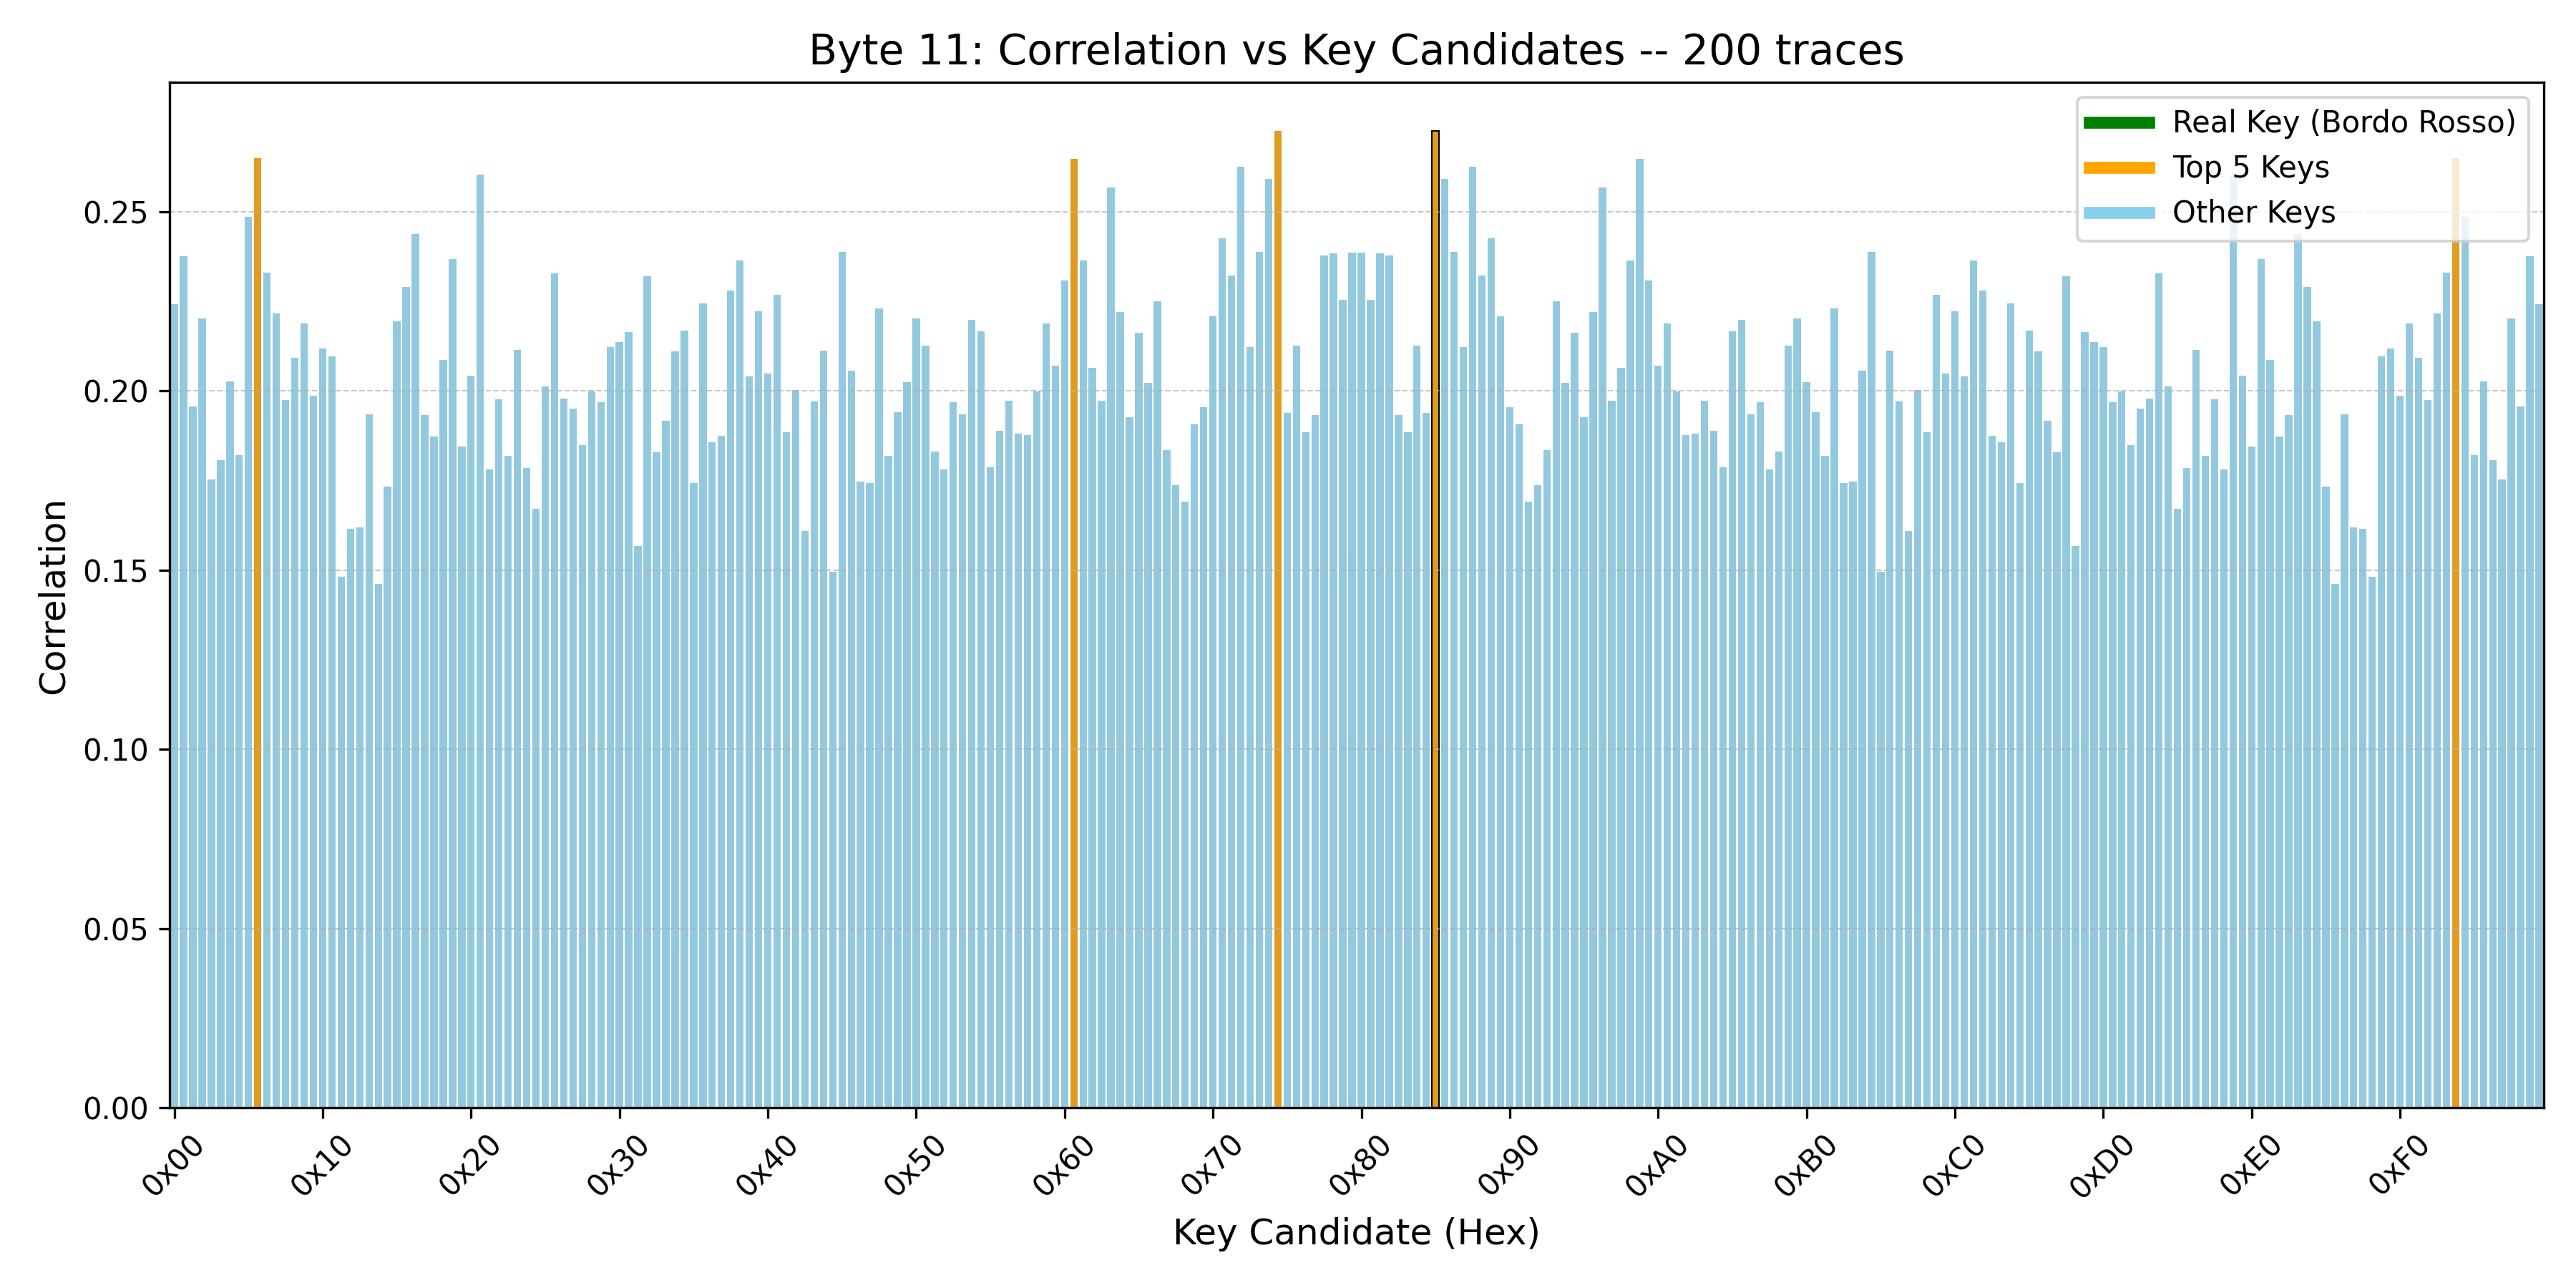 Byte 11: Correlation vs Key Candidates -- 200 traces
Real Key (Bordo Rosso)
Top 5 Keys
Other Keys
0.25
0.20
0.15
0.10
0.05
0.00
Correlation
0x00 0x10 0x20 0x30 0x40 0x50 0x60 0x70 0x80 0x90 0xA0 0xB0 0xC0 0xD0 0xE0 0xF0
Key Candidate (Hex)